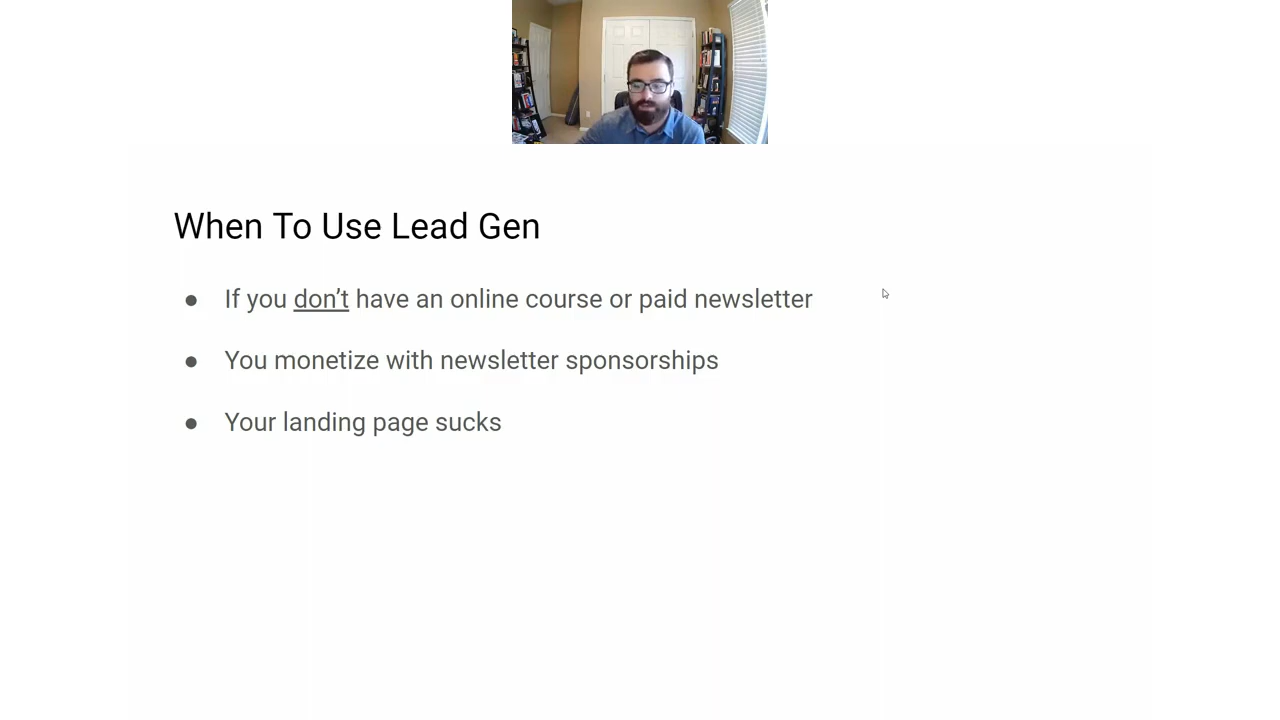 When To Use Lead Gen
● If you don’t have an online course or paid newsletter
● You monetize with newsletter sponsorships
● Your landing page sucks